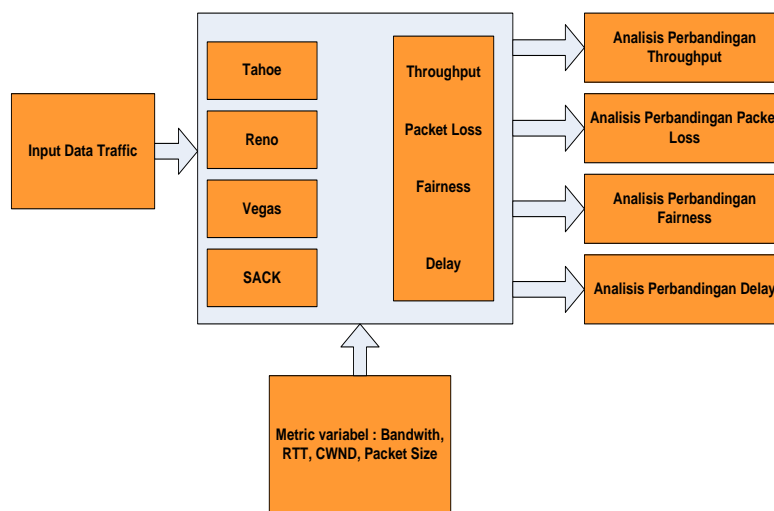 Input Data Traffic
Tahoe
Reno
Vegas
SACK
Throughput
Packet Loss
Fairness
Delay
Analisis Perbandingan
Throughput
Analisis Perbandingan Packet
Loss
Analisis Perbandingan
Fairness
Analisis Perbandingan Delay
Metric variabel : Bandwith,
RTT, CWND, Packet Size